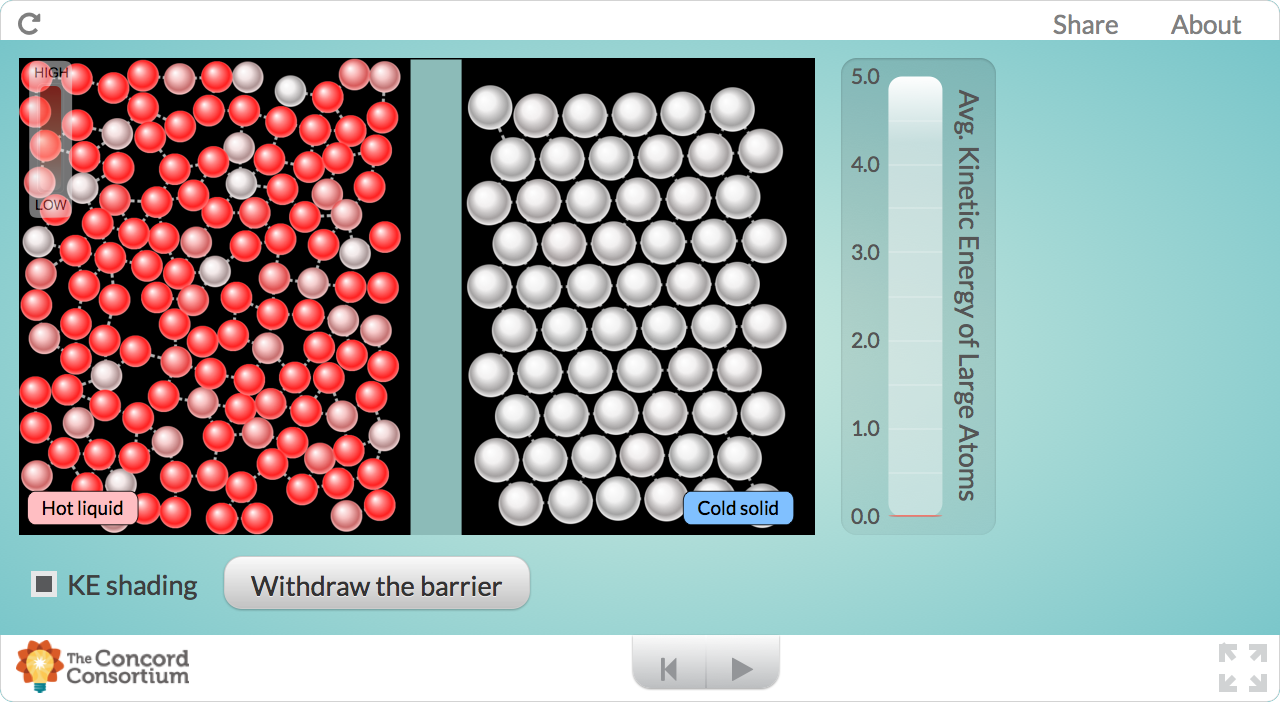 Share About
HIGH
LOW
Hot liquid
Cold solid
5.0
4.0
3.0
2.0
1.0
0.0
Avg. Kinetic Energy of Large Atoms
KE shading
Withdraw the barrier
The Concord
Consortium